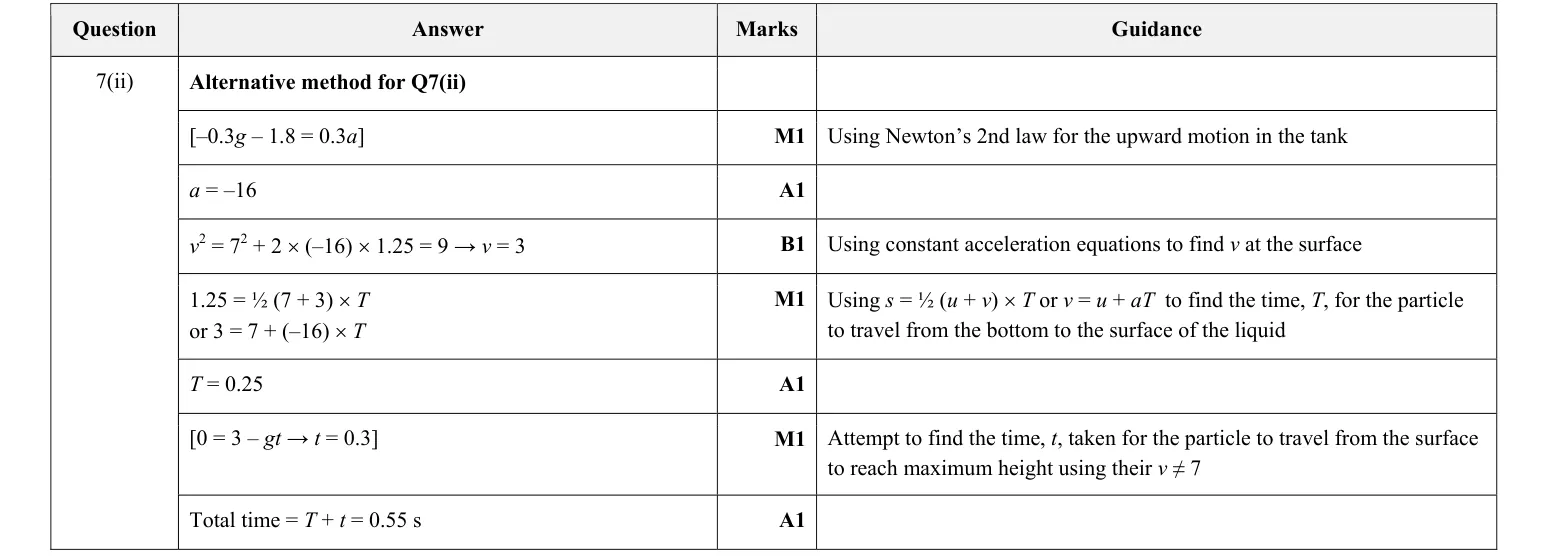 Question Answer Marks Guidance
7(ii) Alternative method for Q7(ii)
[–0.3g – 1.8 = 0.3a] M1 Using Newton’s 2nd law for the upward motion in the tank
a = –16 A1
v² = 7² + 2 × (–16) × 1.25 = 9 → v = 3 B1 Using constant acceleration equations to find v at the surface
1.25 = ½ (7 + 3) × T M1 Using s = ½ (u + v) × T or v = u + aT to find the time, T, for the particle
or 3 = 7 + (–16) × T to travel from the bottom to the surface of the liquid
T = 0.25 A1
[0 = 3 – gt → t = 0.3] M1 Attempt to find the time, t, taken for the particle to travel from the surface
to reach maximum height using their v ≠ 7
Total time = T + t = 0.55 s A1